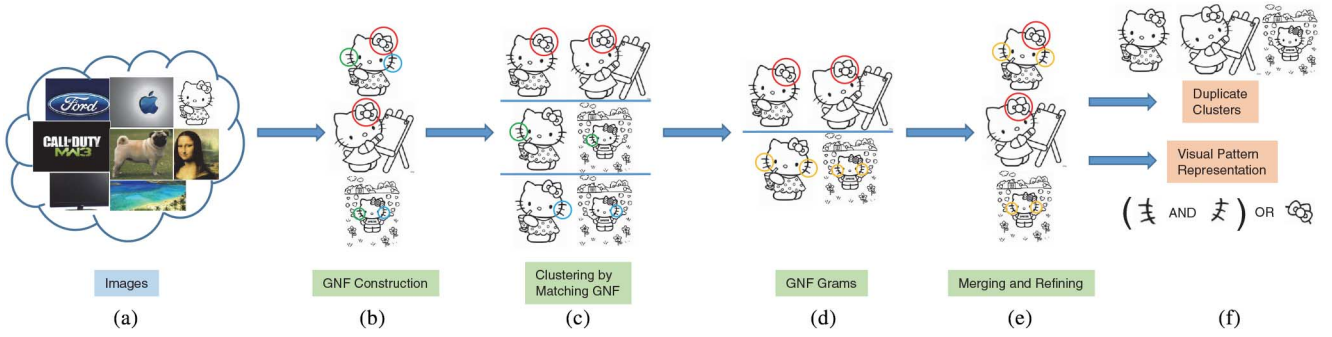 Ford
CALL OF DUTY
MW3
Images
(a)
GNF Construction
(b)
Clustering by
Matching GNF
(c)
GNF Grams
(d)
Merging and Refining
(e)
Duplicate
Clusters
Visual Pattern
Representation
( AND ) OR
(f)